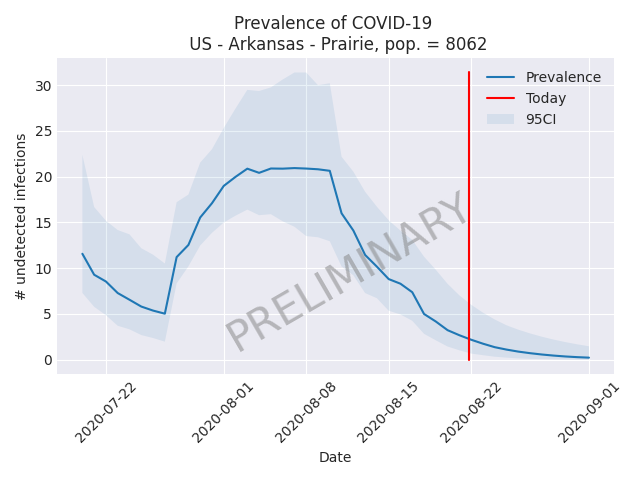 Prevalence of COVID-19
US - Arkansas - Prairie, pop. = 8062
Prevalence
Today
95CI
# undetected infections
30
25
20
15
10
5
0
PRELIMINARY
2020-07-22
2020-08-01
2020-08-08
2020-08-15
2020-08-22
2020-09-01
Date